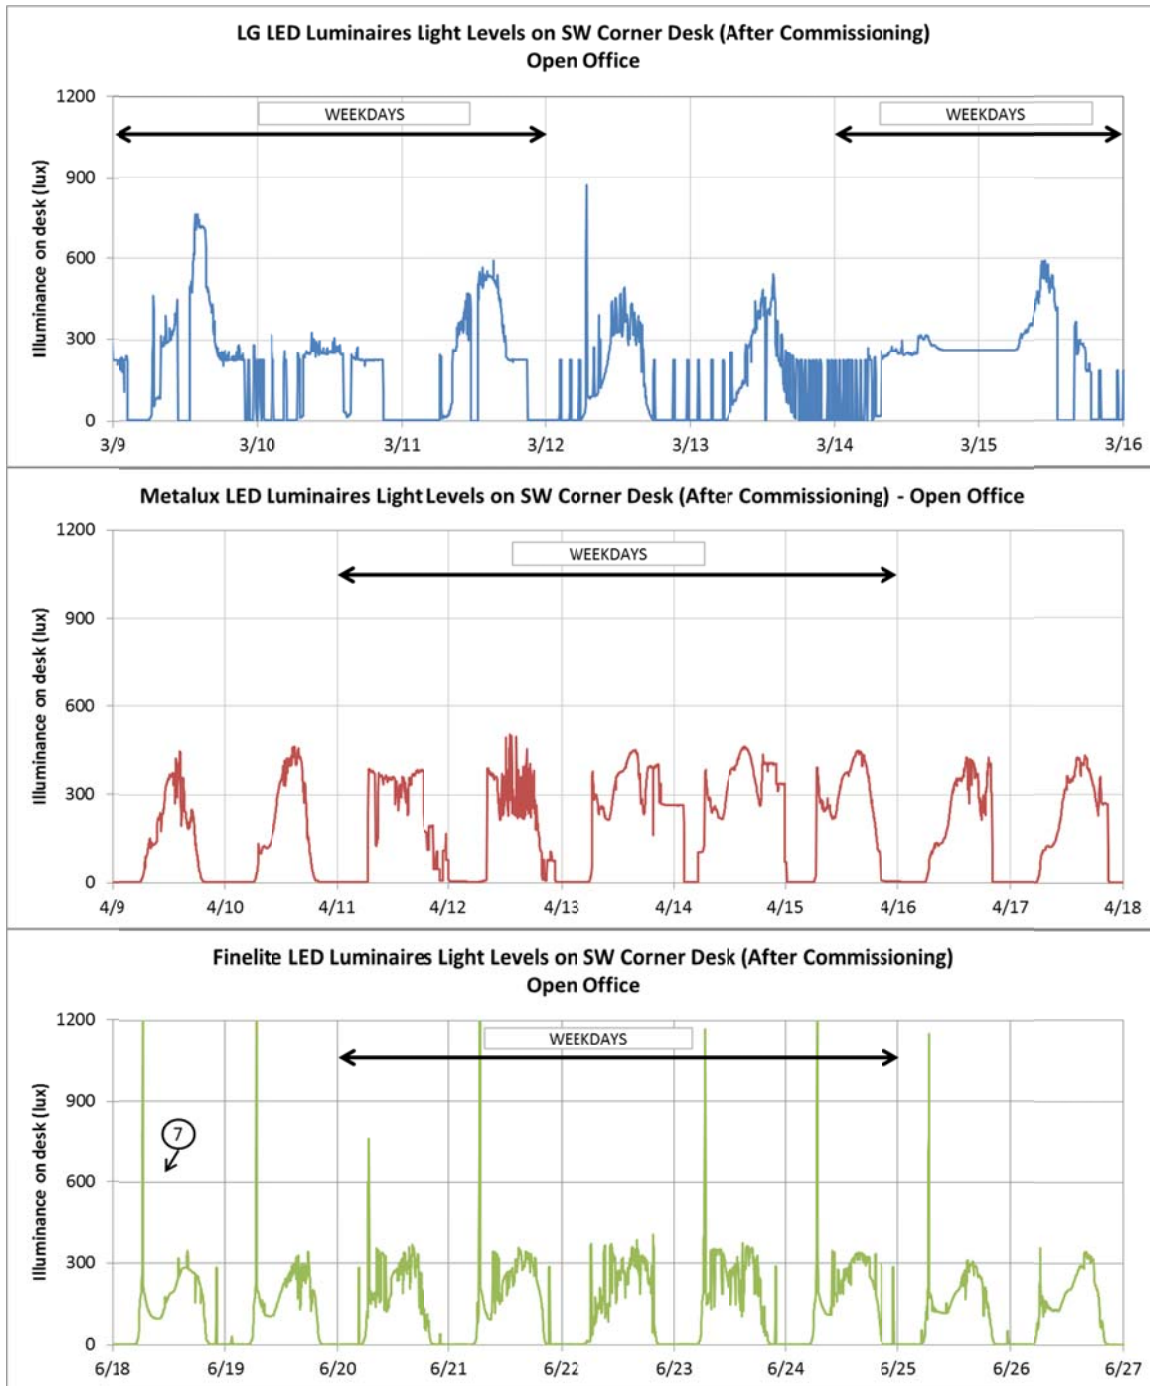 LG LED Luminaires Light Levels on SW Corner Desk (After Commissioning)
Open Office
Illuminance on desk (lux)
1200
900
600
300
0
WEEKDAYS
WEEKDAYS
3/9 3/10 3/11 3/12 3/13 3/14 3/15 3/16
Metalux LED Luminaires Light Levels on SW Corner Desk (After Commissioning) - Open Office
Illuminance on desk (lux)
1200
900
600
300
0
WEEKDAYS
4/9 4/10 4/11 4/12 4/13 4/14 4/15 4/16 4/17 4/18
Finelite LED Luminaires Light Levels on SW Corner Desk (After Commissioning)
Open Office
Illuminance on desk (lux)
1200
900
600
300
0
WEEKDAYS
7
6/18 6/19 6/20 6/21 6/22 6/23 6/24 6/25 6/26 6/27